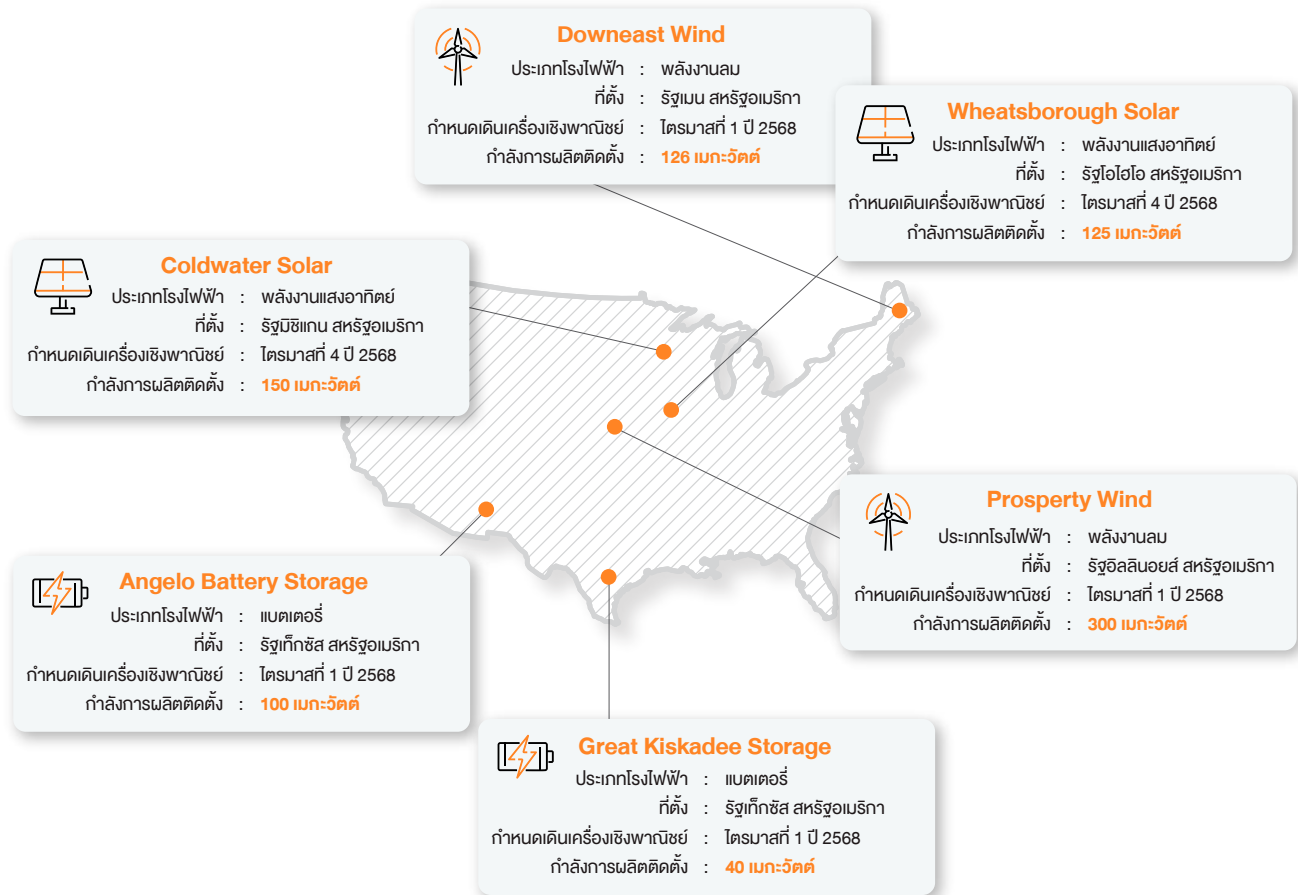 Downeast Wind
ประเภทโรงไฟฟ้า : พลังงานลม
ที่ตั้ง : รัฐเมน สหรัฐอเมริกา
กำหนดเดินเครื่องเชิงพาณิชย์ : ไตรมาสที่ 1 ปี 2568
กำลังการผลิตติดตั้ง : 126 เมกะวัตต์
Wheatsborough Solar
ประเภทโรงไฟฟ้า : พลังงานแสงอาทิตย์
ที่ตั้ง : รัฐโอไฮโอ สหรัฐอเมริกา
กำหนดเดินเครื่องเชิงพาณิชย์ : ไตรมาสที่ 4 ปี 2568
กำลังการผลิตติดตั้ง : 125 เมกะวัตต์
Coldwater Solar
ประเภทโรงไฟฟ้า : พลังงานแสงอาทิตย์
ที่ตั้ง : รัฐมิชิแกน สหรัฐอเมริกา
กำหนดเดินเครื่องเชิงพาณิชย์ : ไตรมาสที่ 4 ปี 2568
กำลังการผลิตติดตั้ง : 150 เมกะวัตต์
Prosperty Wind
ประเภทโรงไฟฟ้า : พลังงานลม
ที่ตั้ง : รัฐอิลลินอยส์ สหรัฐอเมริกา
กำหนดเดินเครื่องเชิงพาณิชย์ : ไตรมาสที่ 1 ปี 2568
กำลังการผลิตติดตั้ง : 300 เมกะวัตต์
Angelo Battery Storage
ประเภทโรงไฟฟ้า : แบตเตอรี่
ที่ตั้ง : รัฐเท็กซัส สหรัฐอเมริกา
กำหนดเดินเครื่องเชิงพาณิชย์ : ไตรมาสที่ 1 ปี 2568
กำลังการผลิตติดตั้ง : 100 เมกะวัตต์
Great Kiskadee Storage
ประเภทโรงไฟฟ้า : แบตเตอรี่
ที่ตั้ง : รัฐเท็กซัส สหรัฐอเมริกา
กำหนดเดินเครื่องเชิงพาณิชย์ : ไตรมาสที่ 1 ปี 2568
กำลังการผลิตติดตั้ง : 40 เมกะวัตต์